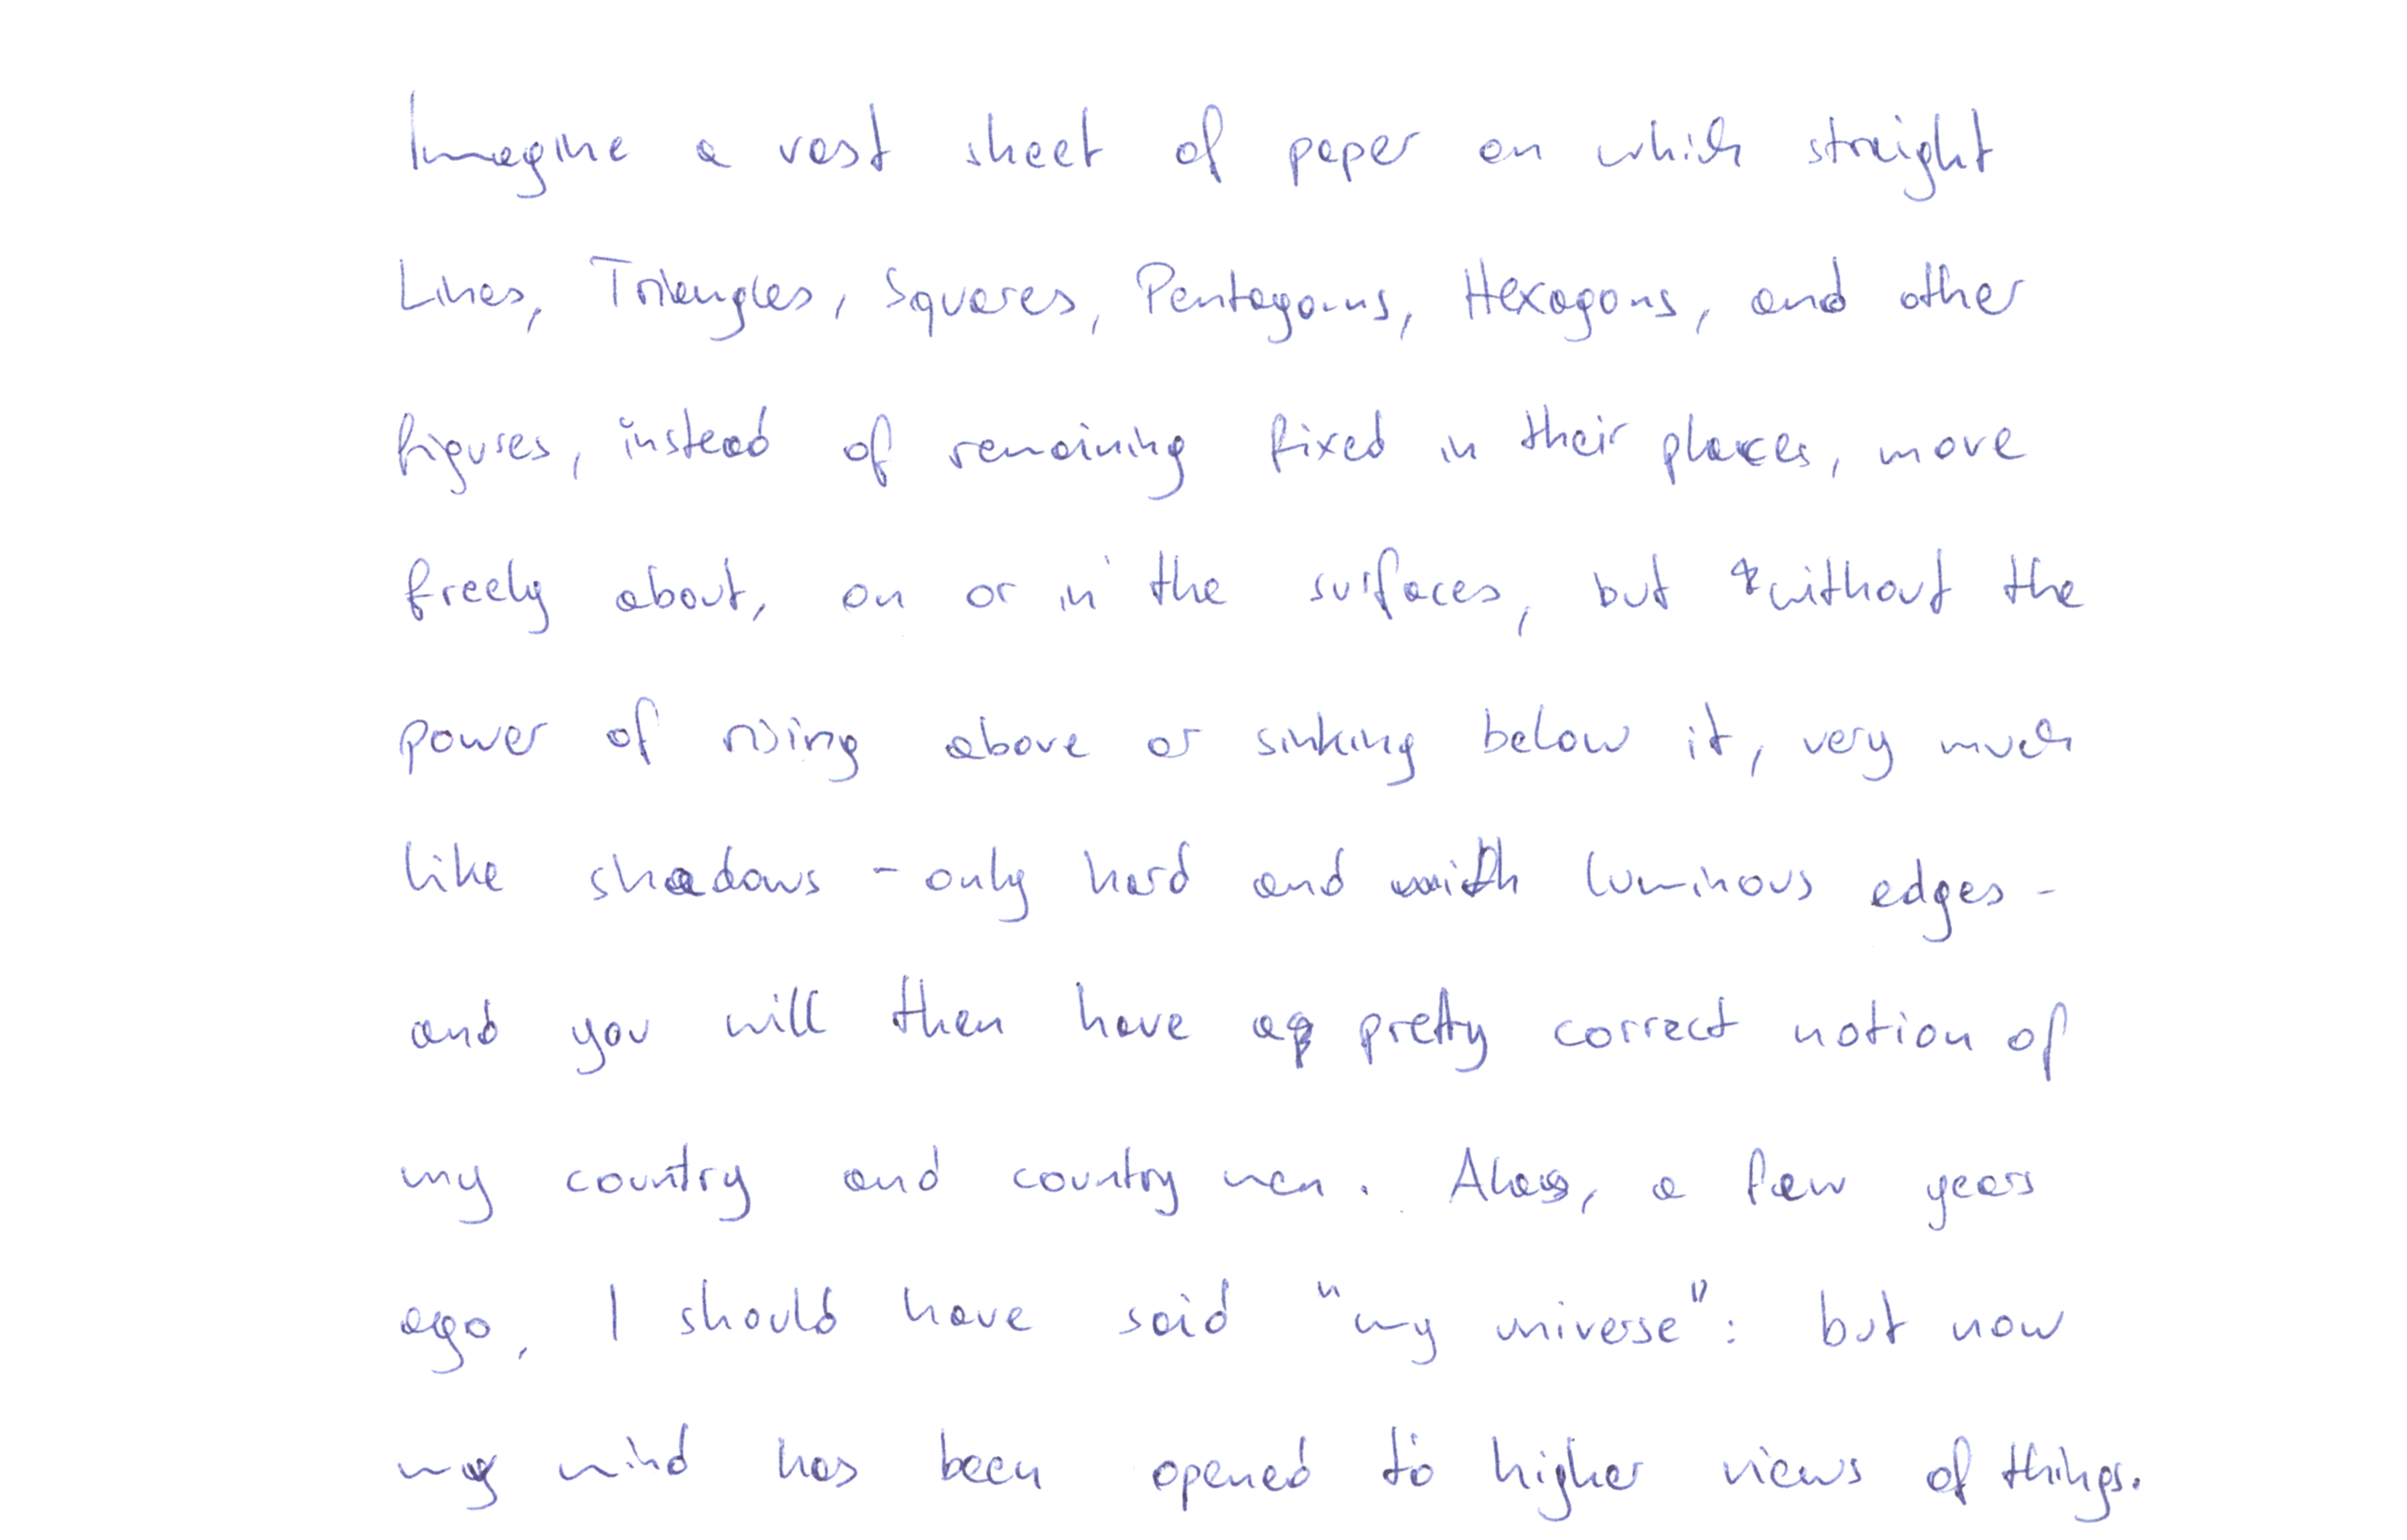 Imagine a vast sheet of paper on which straight
Lines, Triangles, Squares, Pentagons, Hexagons, and other
figures, instead of remaining fixed in their places, move
freely about, on or in the surfaces, but without the
power of rising above or sinking below it, very much
like shadows - only hard and with luminous edges -
and you will then have a pretty correct notion of
my country and country men. Alas, a few years
ago, I should have said "my universe": but now
my mind has been opened to higher views of things.